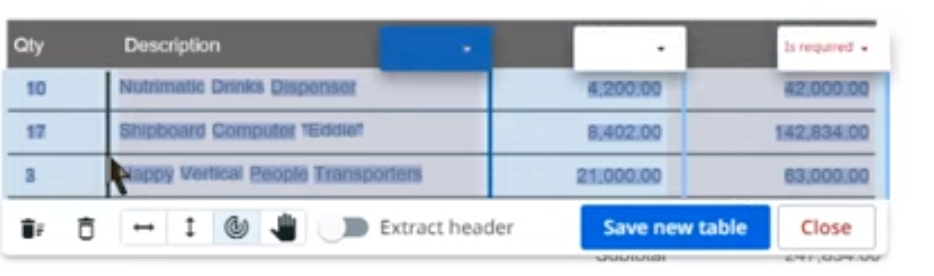 Qty Description Is required
10 Nutrimatic Drinks Dispenser 4,200.00 42,000.00
17 Shipboard Computer "Eddie" 8,402.00 142,834.00
3 Happy Vertical People Transporters 21,000.00 63,000.00
Extract header Save new table Close
Subtotal 247,834.00